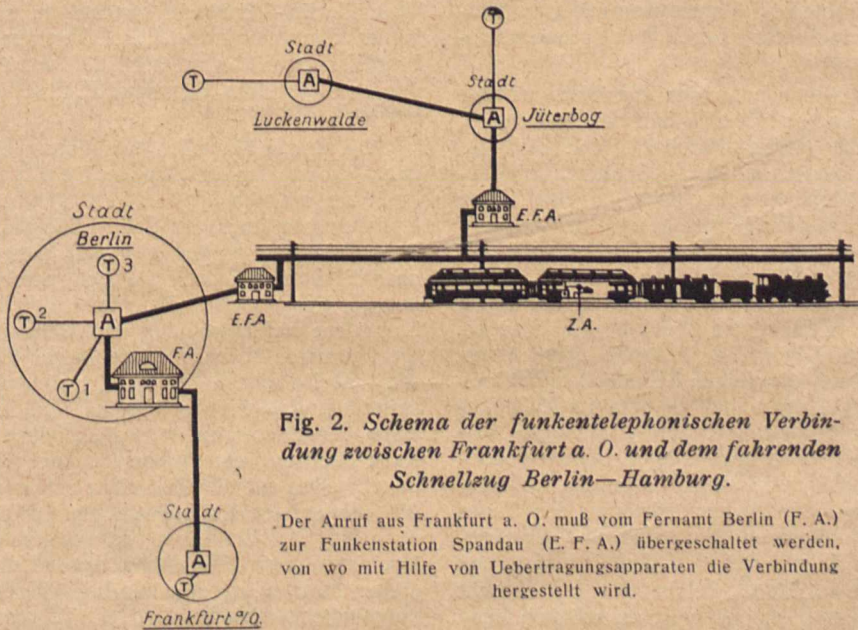 T
Stadt
T
A
Stadt
A
Luckenwalde
Jüterbog
E.F.A.
Stadt
Berlin
T 3
T 2
A
E.F.A
Z.A.
F.A.
T 1
Fig. 2. Schema der funkentelephonischen Verbin-
dung zwischen Frankfurt a. O. und dem fahrenden
Schnellzug Berlin—Hamburg.
Der Anruf aus Frankfurt a. O. muß vom Fernamt Berlin (F. A.)
zur Funkenstation Spandau (E. F. A.) übergeschaltet werden,
von wo mit Hilfe von Uebertragungsapparaten die Verbindung
hergestellt wird.
Stadt
A
T
Frankfurt a/O.